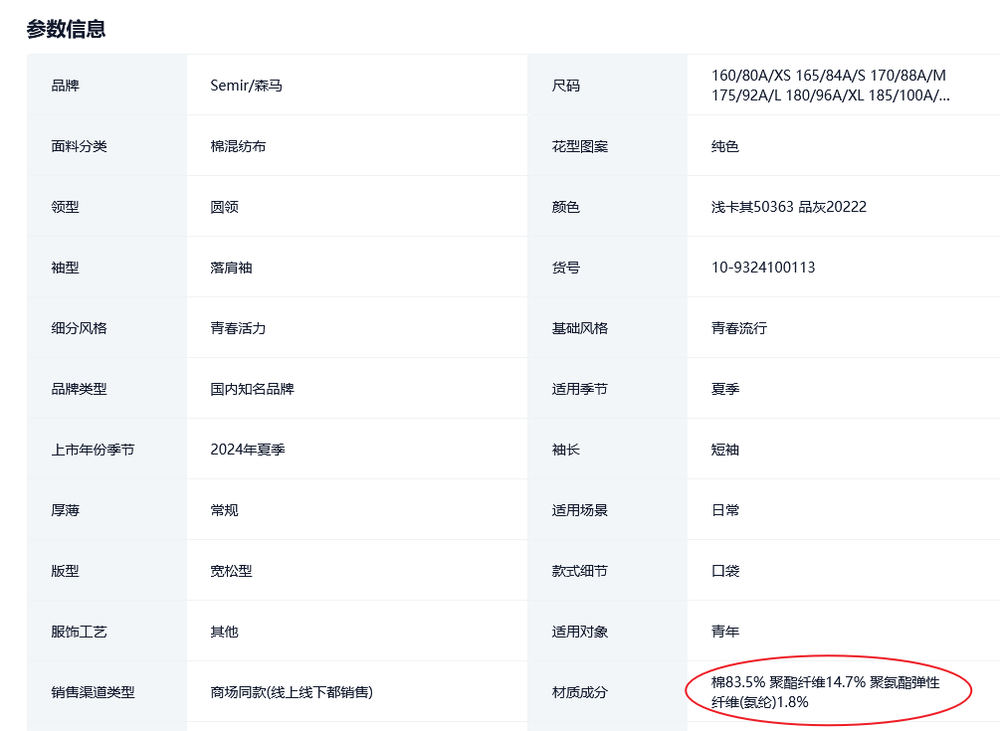 参数信息
品牌 Semir/森马 尺码 160/80A/XS 165/84A/S 170/88A/M
175/92A/L 180/96A/XL 185/100A/...
面料分类 棉混纺布 花型图案 纯色
领型 圆领 颜色 浅卡其50363 品灰20222
袖型 落肩袖 货号 10-9324100113
细分风格 青春活力 基础风格 青春流行
品牌类型 国内知名品牌 适用季节 夏季
上市年份季节 2024年夏季 袖长 短袖
厚薄 常规 适用场景 日常
版型 宽松型 款式细节 口袋
服饰工艺 其他 适用对象 青年
销售渠道类型 商场同款(线上线下都销售) 材质成分 棉83.5% 聚酯纤维14.7% 聚氨酯弹性
纤维(氨纶)1.8%